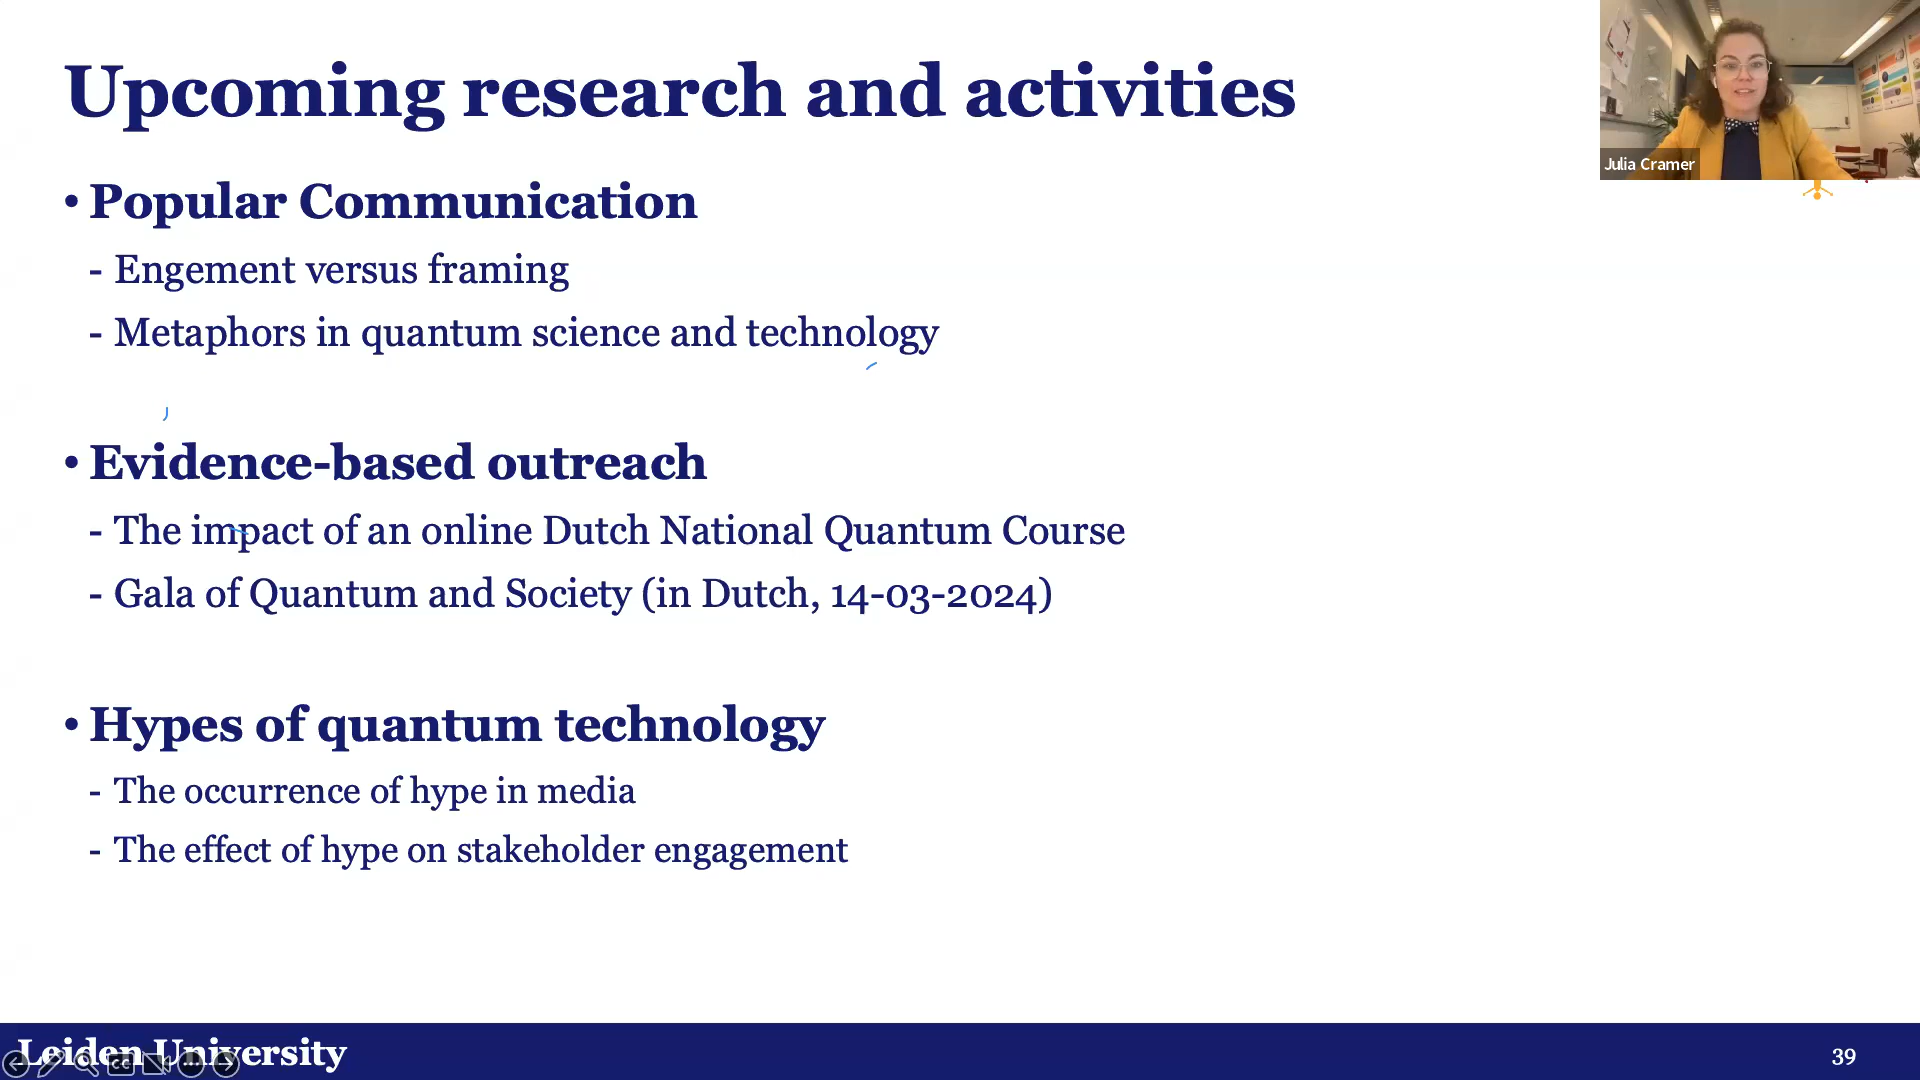 Upcoming research and activities
Julia Cramer
• Popular Communication
- Engement versus framing
- Metaphors in quantum science and technology
• Evidence-based outreach
- The impact of an online Dutch National Quantum Course
- Gala of Quantum and Society (in Dutch, 14-03-2024)
• Hypes of quantum technology
- The occurrence of hype in media
- The effect of hype on stakeholder engagement
Leiden University
39